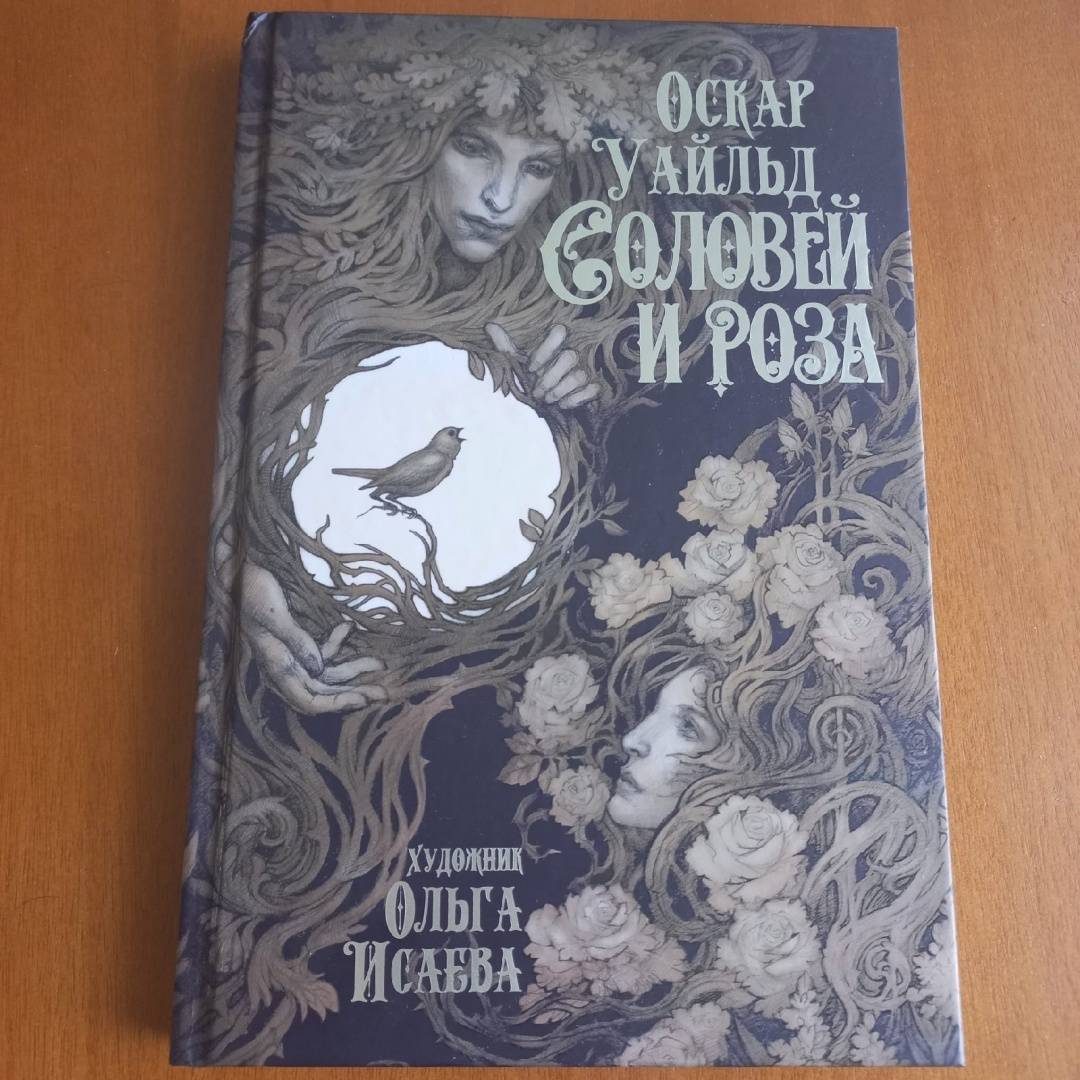 Оскар
Уайльд
Соловей
и роза
художник
Ольга
Исаева